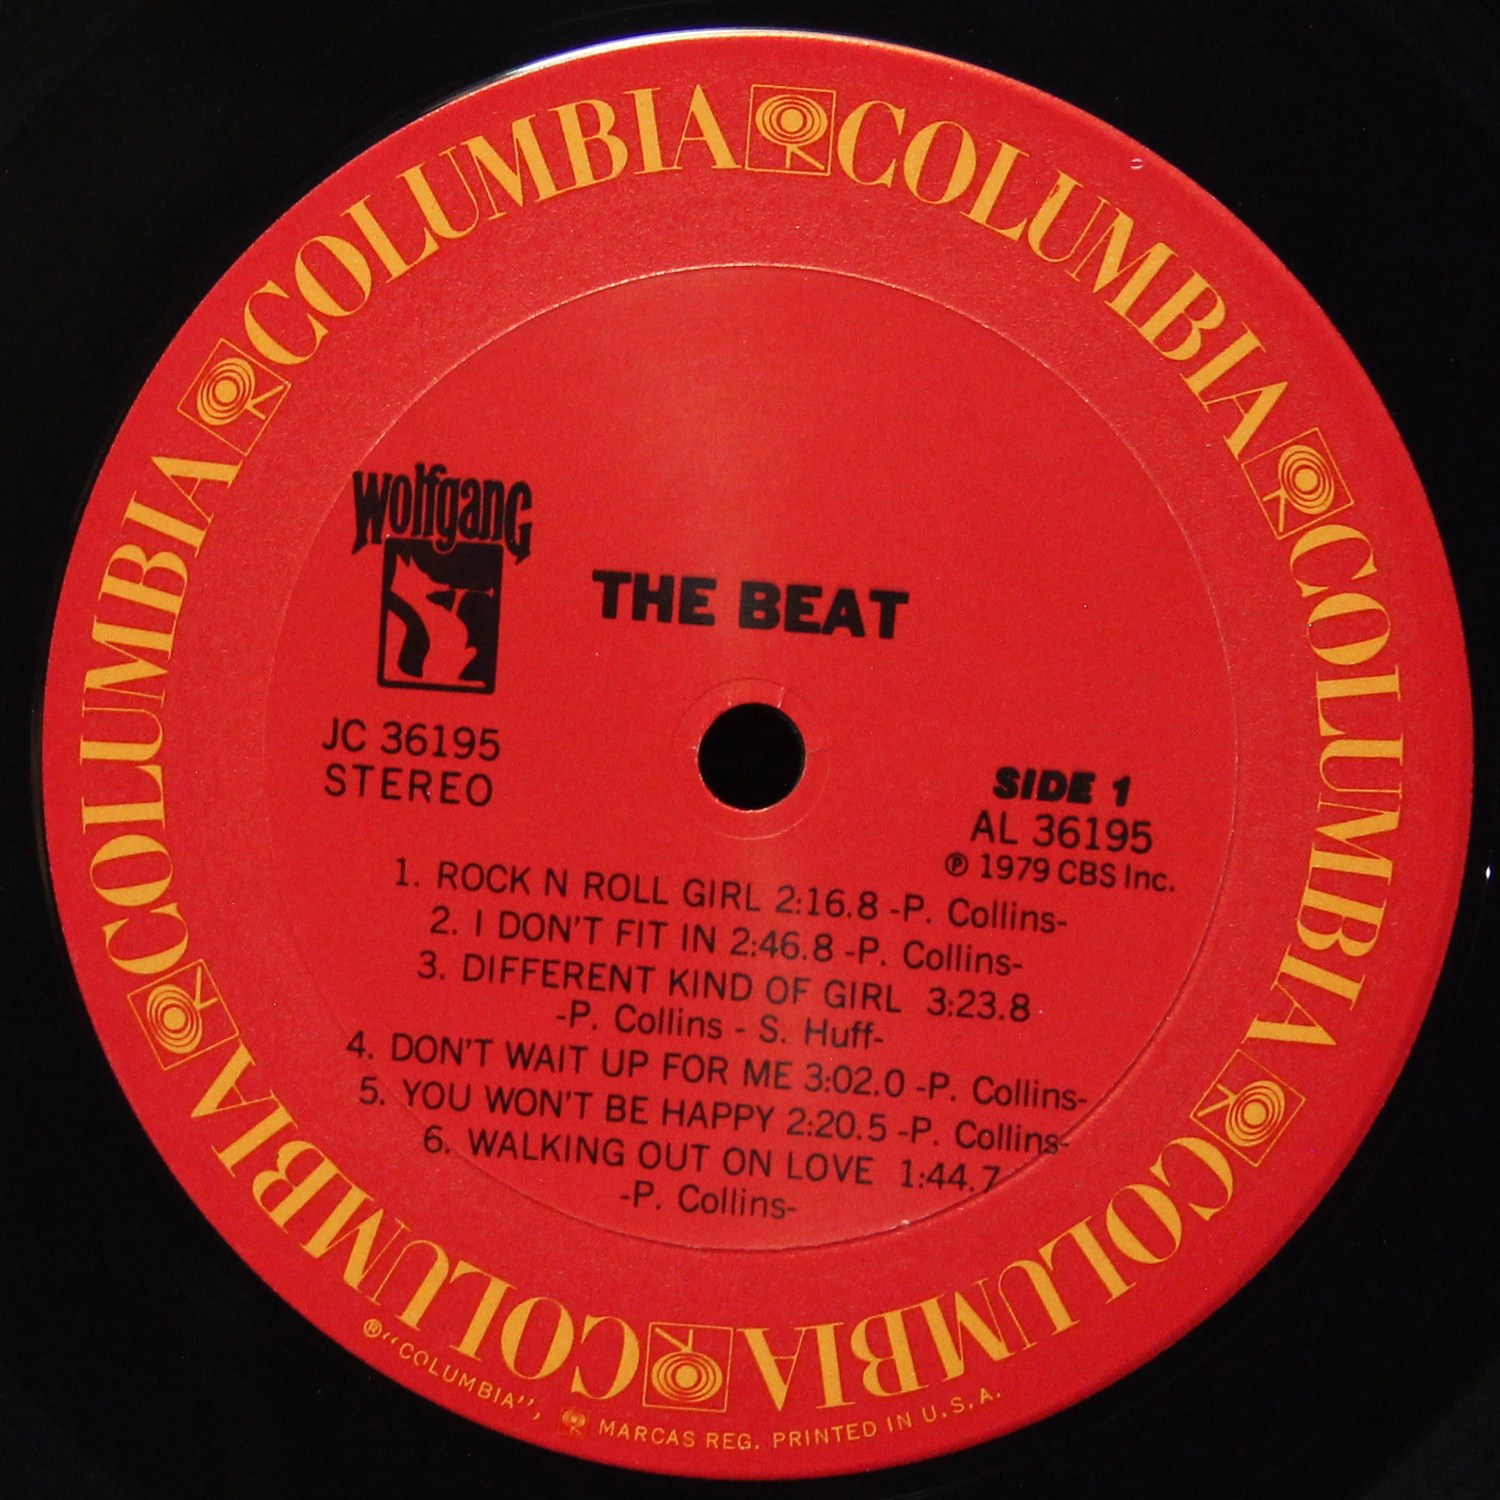 COLUMBIA COLUMBIA COLUMBIA COLUMBIA COLUMBIA COLUMBIA
wolfgang
THE BEAT
JC 36195
STEREO
SIDE 1
AL 36195
℗ 1979 CBS Inc.
1. ROCK N ROLL GIRL 2:16.8 -P. Collins-
2. I DON'T FIT IN 2:46.8 -P. Collins-
3. DIFFERENT KIND OF GIRL 3:23.8
-P. Collins - S. Huff-
4. DON'T WAIT UP FOR ME 3:02.0 -P. Collins-
5. YOU WON'T BE HAPPY 2:20.5 -P. Collins-
6. WALKING OUT ON LOVE 1:44.7
-P. Collins-
® "COLUMBIA", MARCAS REG. PRINTED IN U.S.A.